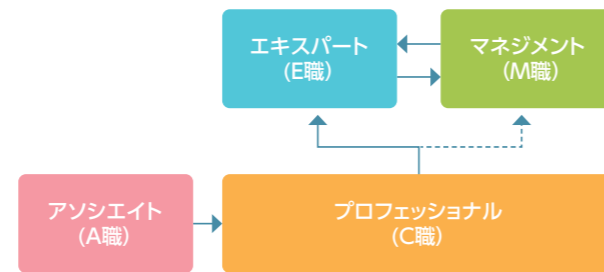 エキスパート
(E職)
マネジメント
(M職)
アソシエイト
(A職)
プロフェッショナル
(C職)